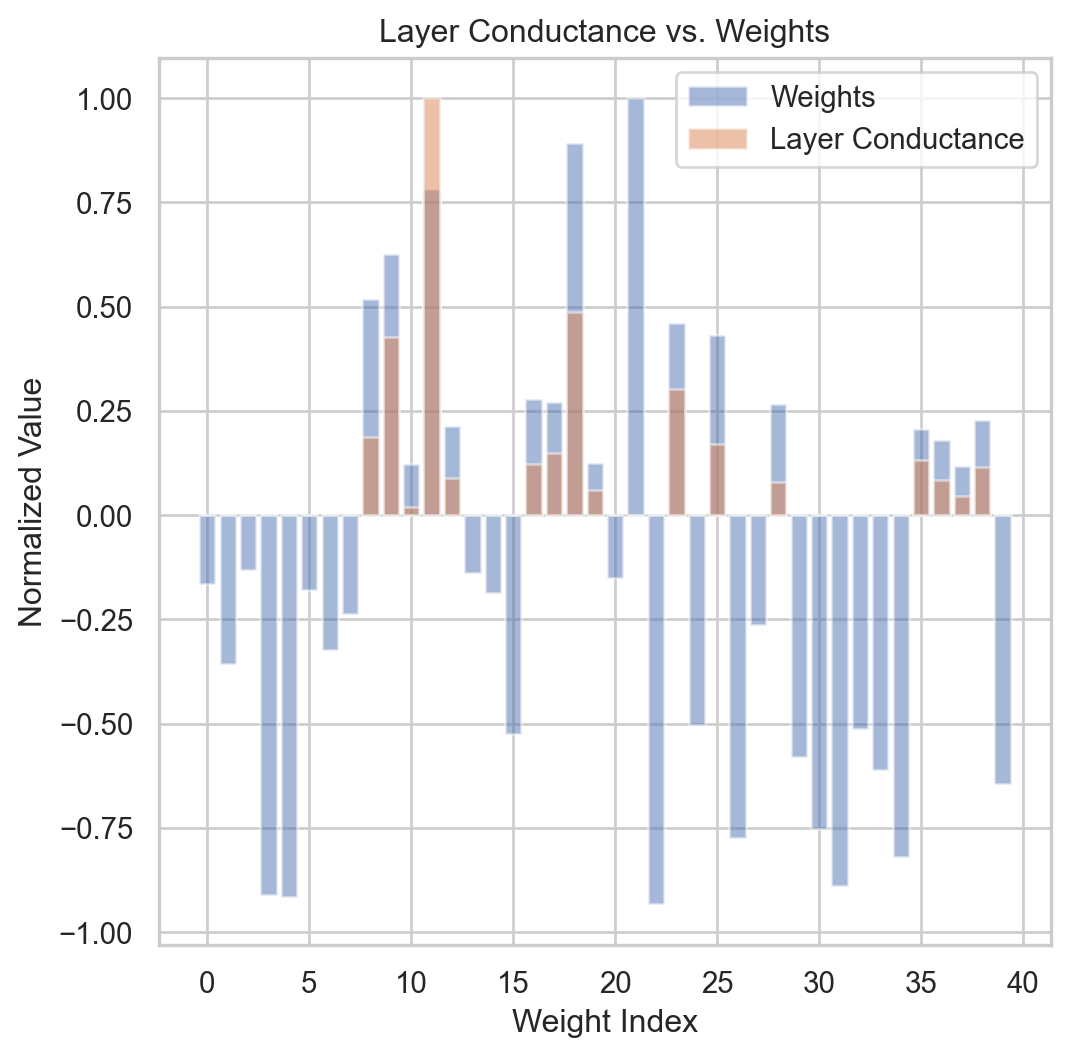 Layer Conductance vs. Weights
Weights
Layer Conductance
1.00
0.75
0.50
0.25
0.00
−0.25
−0.50
−0.75
−1.00
Normalized Value
0 5 10 15 20 25 30 35 40
Weight Index